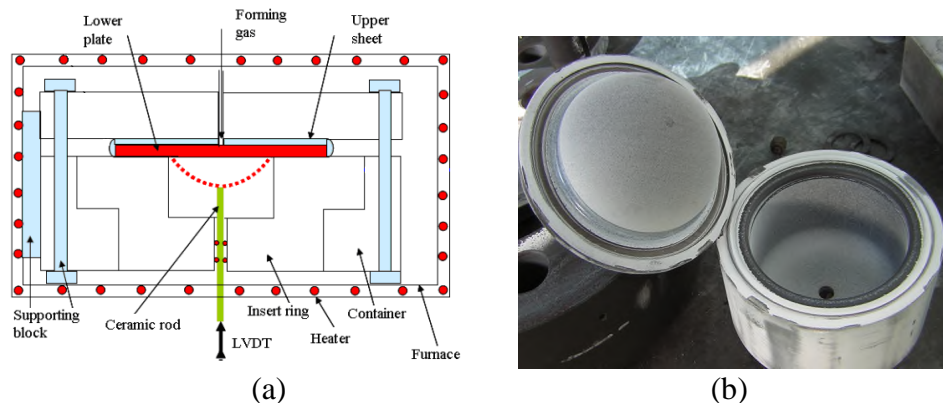 Lower
plate
Forming
gas
Upper
sheet
Supporting
block
Ceramic rod
LVDT
Insert ring
Heater
Container
Furnace
(a)
(b)